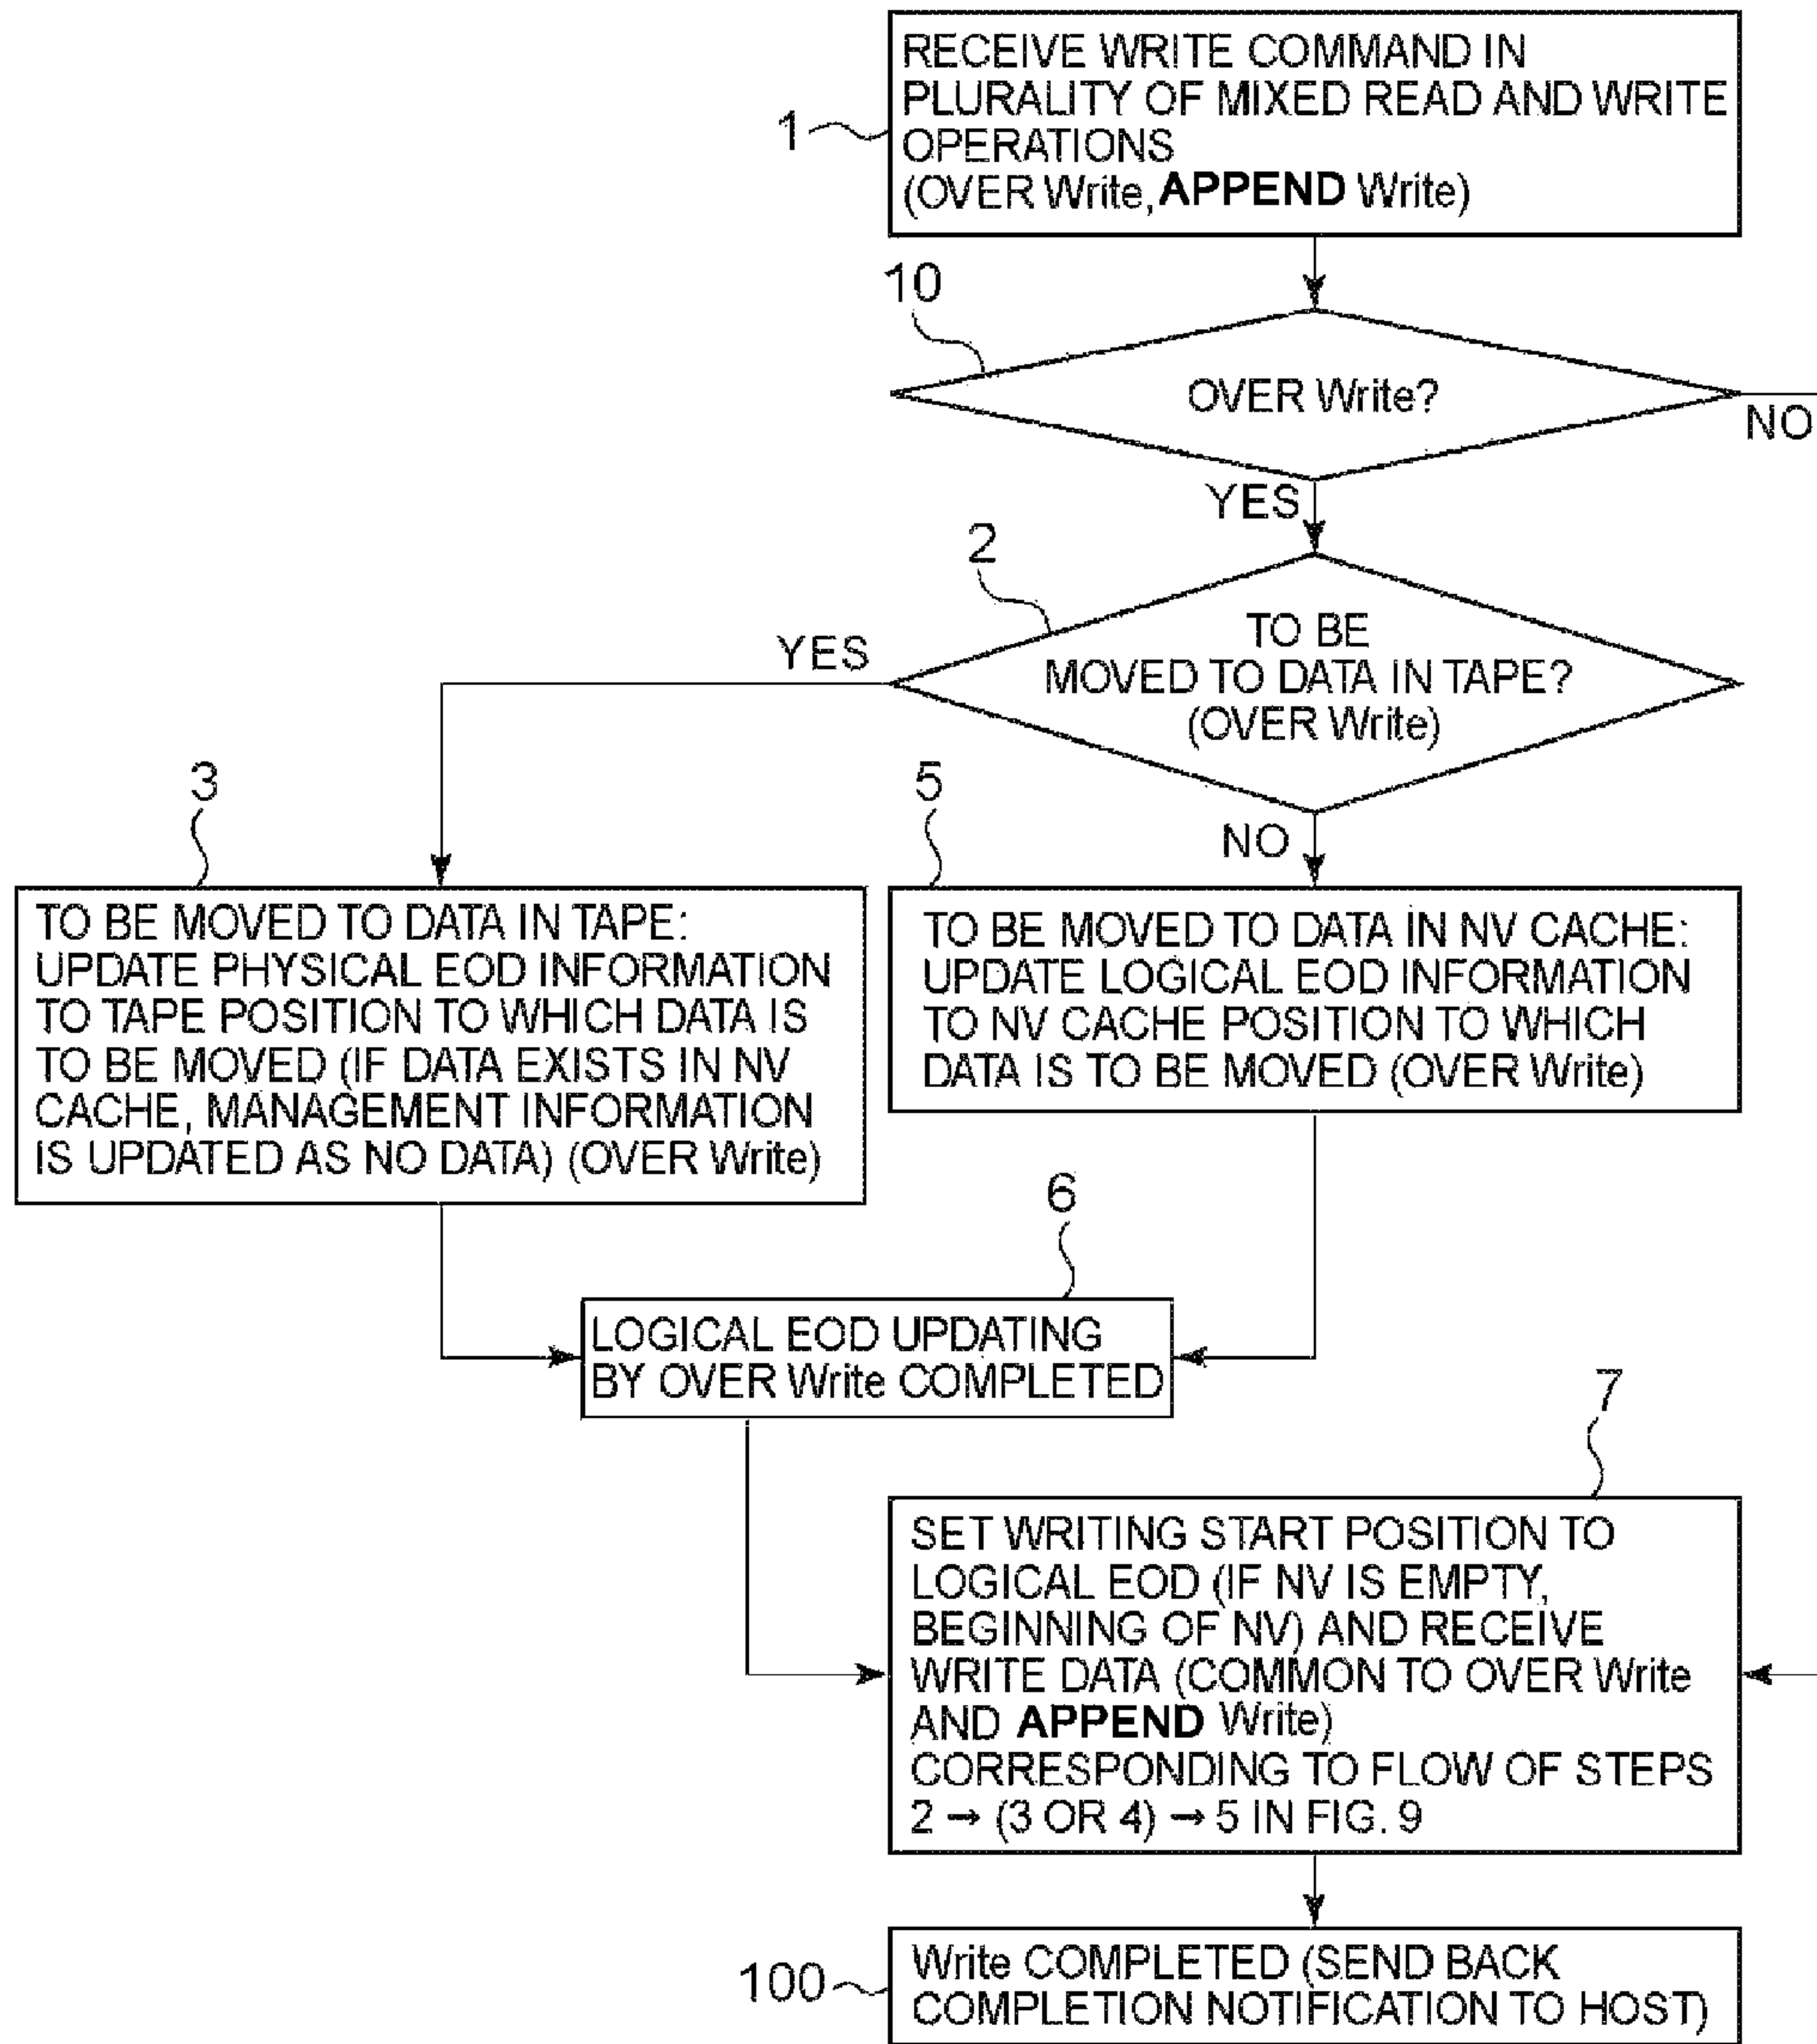 1
RECEIVE WRITE COMMAND IN
PLURALITY OF MIXED READ AND WRITE
OPERATIONS
(OVER Write, APPEND Write)
10
OVER Write?
NO
YES
2
TO BE
MOVED TO DATA IN TAPE?
(OVER Write)
YES
NO
3
TO BE MOVED TO DATA IN TAPE:
UPDATE PHYSICAL EOD INFORMATION
TO TAPE POSITION TO WHICH DATA IS
TO BE MOVED (IF DATA EXISTS IN NV
CACHE, MANAGEMENT INFORMATION
IS UPDATED AS NO DATA) (OVER Write)
5
TO BE MOVED TO DATA IN NV CACHE:
UPDATE LOGICAL EOD INFORMATION
TO NV CACHE POSITION TO WHICH
DATA IS TO BE MOVED (OVER Write)
6
LOGICAL EOD UPDATING
BY OVER Write COMPLETED
7
SET WRITING START POSITION TO
LOGICAL EOD (IF NV IS EMPTY,
BEGINNING OF NV) AND RECEIVE
WRITE DATA (COMMON TO OVER Write
AND APPEND Write)
CORRESPONDING TO FLOW OF STEPS
2 → (3 OR 4) → 5 IN FIG. 9
100
Write COMPLETED (SEND BACK
COMPLETION NOTIFICATION TO HOST)